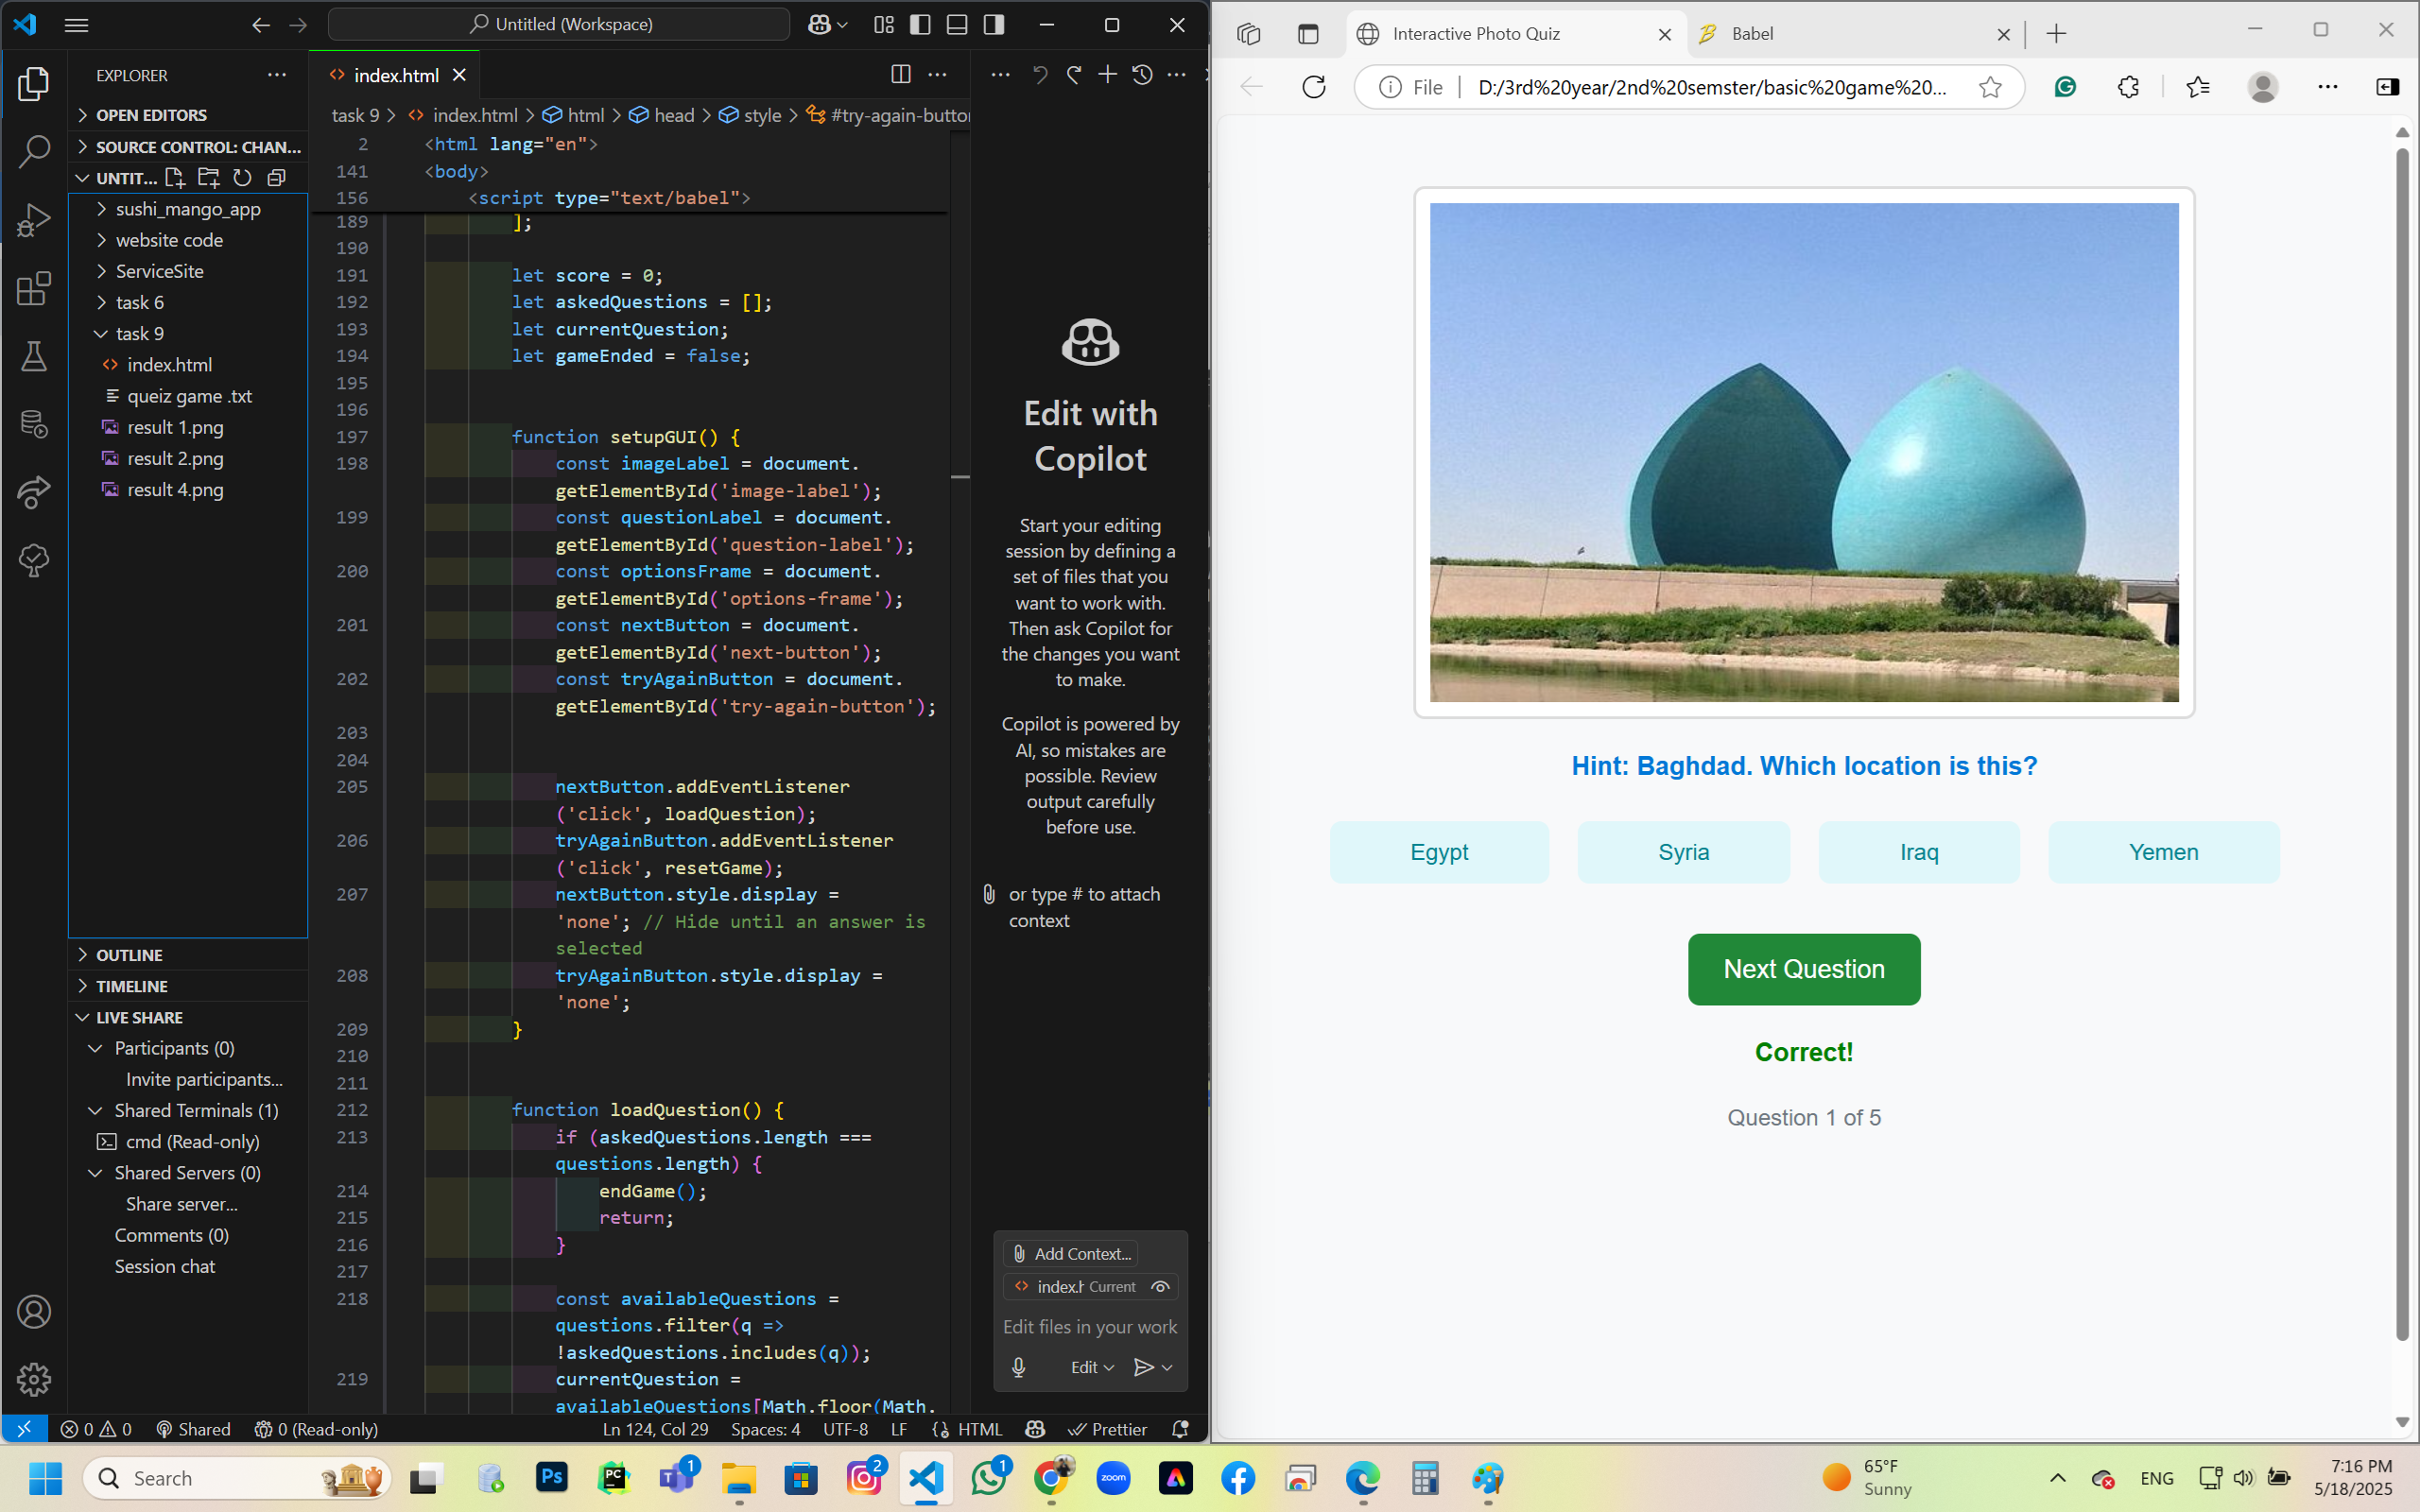 Untitled (Workspace)
EXPLORER
OPEN EDITORS
SOURCE CONTROL: CHAN...
UNTIT...
sushi_mango_app
website code
ServiceSite
task 6
task 9
index.html
queiz game .txt
result 1.png
result 2.png
result 4.png
OUTLINE
TIMELINE
LIVE SHARE
Participants (0)
Invite participants...
Shared Terminals (1)
cmd (Read-only)
Shared Servers (0)
Share server...
Comments (0)
Session chat
index.html
task 9 > index.html > html > head > style > #try-again-button
2 <html lang="en">
141 <body>
156 <script type="text/babel">
189 ];
190
191 let score = 0;
192 let askedQuestions = [];
193 let currentQuestion;
194 let gameEnded = false;
195
196
197 function setupGUI() {
198 const imageLabel = document.
getElementById('image-label');
199 const questionLabel = document.
getElementById('question-label');
200 const optionsFrame = document.
getElementById('options-frame');
201 const nextButton = document.
getElementById('next-button');
202 const tryAgainButton = document.
getElementById('try-again-button');
203
204
205 nextButton.addEventListener
('click', loadQuestion);
206 tryAgainButton.addEventListener
('click', resetGame);
207 nextButton.style.display =
'none'; // Hide until an answer is
selected
208 tryAgainButton.style.display =
'none';
209 }
210
211
212 function loadQuestion() {
213 if (askedQuestions.length ===
questions.length) {
214 endGame();
215 return;
216 }
217
218 const availableQuestions =
questions.filter(q =>
!askedQuestions.includes(q));
219 currentQuestion =
availableQuestions[Math.floor(Math.
Edit with
Copilot
Start your editing
session by defining a
set of files that you
want to work with.
Then ask Copilot for
the changes you want
to make.
Copilot is powered by
AI, so mistakes are
possible. Review
output carefully
before use.
or type # to attach
context
Add Context...
index.h Current
Edit files in your work
Edit
0 0 Shared 0 (Read-only) Ln 124, Col 29 Spaces: 4 UTF-8 LF HTML Prettier
Interactive Photo Quiz
Babel
File D:/3rd%20year/2nd%20semster/basic%20game%20...
Hint: Baghdad. Which location is this?
Egypt Syria Iraq Yemen
Next Question
Correct!
Question 1 of 5
Search
Ps
PC
T
1
2
1
zoom
65°F
Sunny
ENG
7:16 PM
5/18/2025